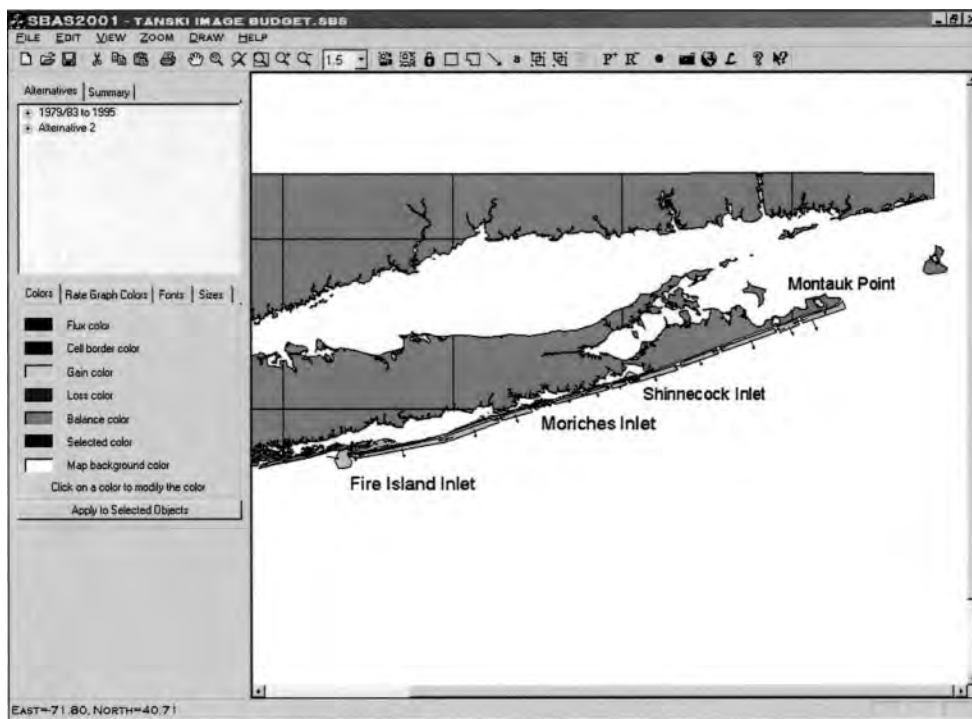 SBAS2001 - TANSKI IMAGE BUDGET.SBS
FILE EDIT VIEW ZOOM DRAW HELP
1.5
a
P+ R-
Alternatives Summary
1979/83 to 1995
Alternative 2
Colors Rate Graph Colors Fonts Sizes
Flux color
Cell border color
Gain color
Loss color
Balance color
Selected color
Map background color
Click on a color to modify the color
Apply to Selected Objects
Montauk Point
Shinnecock Inlet
Moriches Inlet
Fire Island Inlet
EAST=-71.80, NORTH=40.71